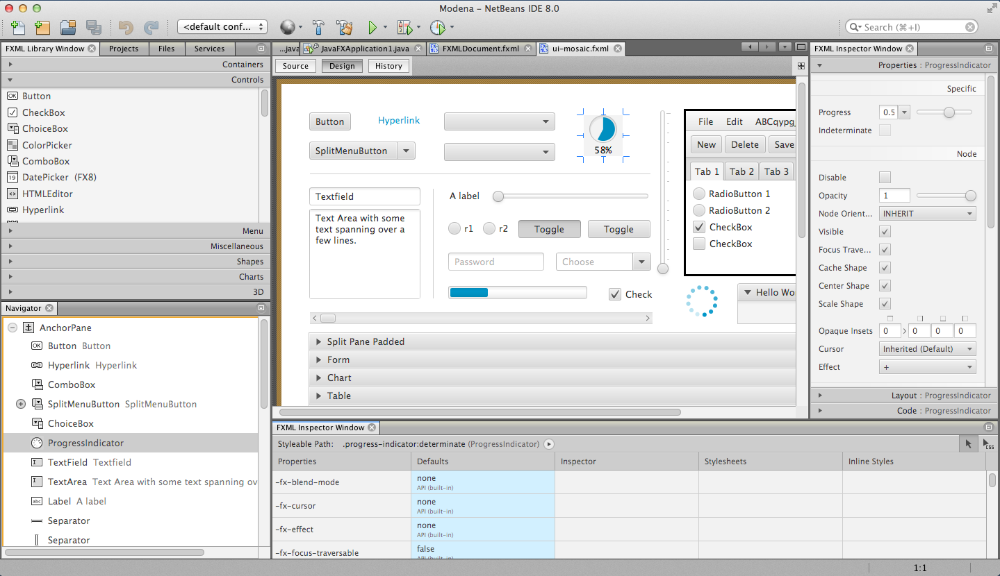 Modena – NetBeans IDE 8.0
<default conf...
Search (⌘+I)
FXML Library Window
Projects
Files
Services
Containers
Controls
OK Button
CheckBox
ChoiceBox
ColorPicker
ComboBox
19 DatePicker (FX8)
HTMLEditor
Hyperlink
Menu
Miscellaneous
Shapes
Charts
3D
Navigator
AnchorPane
OK Button Button
Hyperlink Hyperlink
ComboBox
SplitMenuButton SplitMenuButton
ChoiceBox
ProgressIndicator
TextField Textfield
TextArea Text Area with some text spanning ov
abc Label A label
Separator
Separator
...java
JavaFXApplication1.java
FXMLDocument.fxml
ui-mosaic.fxml
Source
Design
History
Button
Hyperlink
58%
SplitMenuButton
Textfield
Text Area with some
text spanning over a
few lines.
A label
r1
r2
Toggle
Toggle
Password
Choose
Check
File Edit ABCqypg
New Delete Save
Tab 1 Tab 2 Tab 3
RadioButton 1
RadioButton 2
CheckBox
CheckBox
Hello Wo
Split Pane Padded
Form
Chart
Table
FXML Inspector Window
Properties : ProgressIndicator
Specific
Progress 0.5
Indeterminate
Node
Disable
Opacity 1
Node Orient... INHERIT
Visible
Focus Trave...
Cache Shape
Center Shape
Scale Shape
Opaque Insets 0 0 0 0
Cursor Inherited (Default)
Effect +
Layout : ProgressIndicator
Code : ProgressIndicator
FXML Inspector Window
Styleable Path: .progress-indicator:determinate (ProgressIndicator)
CSS
Properties Defaults Inspector Stylesheets Inline Styles
-fx-blend-mode none
API (built-in)
-fx-cursor none
API (built-in)
-fx-effect none
API (built-in)
-fx-focus-traversable false
API (built-in)
1:1